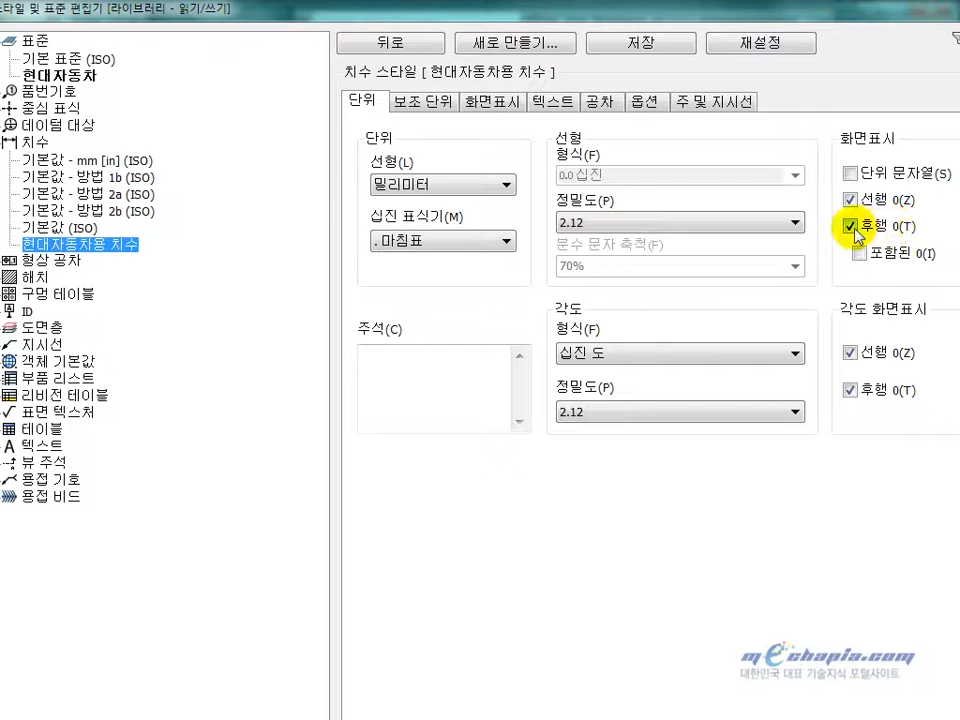 스타일 및 표준 편집기 [라이브러리 - 읽기/쓰기]
표준
기본 표준 (ISO)
현대자동차
품번기호
중심 표식
데이텀 대상
치수
기본값 - mm [in] (ISO)
기본값 - 방법 1b (ISO)
기본값 - 방법 2a (ISO)
기본값 - 방법 2b (ISO)
기본값 (ISO)
현대자동차용 치수
형상 공차
해치
구멍 테이블
ID
도면층
지시선
객체 기본값
부품 리스트
리비전 테이블
표면 텍스처
테이블
텍스트
뷰 주석
용접 기호
용접 비드
뒤로
새로 만들기...
저장
재설정
치수 스타일 [ 현대자동차용 치수 ]
단위
보조 단위
화면표시
텍스트
공차
옵션
주 및 지시선
단위
선형(L)
밀리미터
십진 표식기(M)
. 마침표
선형
형식(F)
0.0 십진
정밀도(P)
2.12
분수 문자 축척(F)
70%
화면표시
단위 문자열(S)
선행 0(Z)
후행 0(T)
포함된 0(I)
주석(C)
각도
형식(F)
십진 도
정밀도(P)
2.12
각도 화면표시
선행 0(Z)
후행 0(T)
mechapia.com
대한민국 대표 기술지식 포털사이트